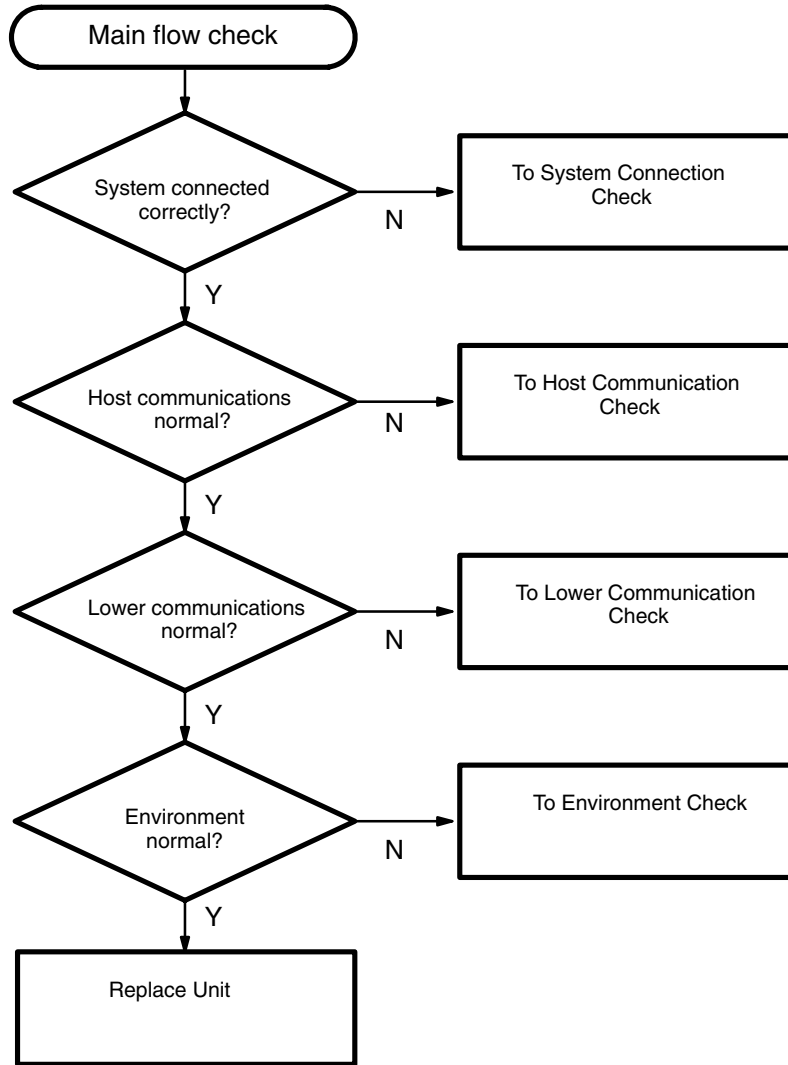 Main flow check
System connected
correctly?
N
To System Connection
Check
Y
Host communications
normal?
N
To Host Communication
Check
Y
Lower communications
normal?
N
To Lower Communication
Check
Y
Environment
normal?
N
To Environment Check
Y
Replace Unit